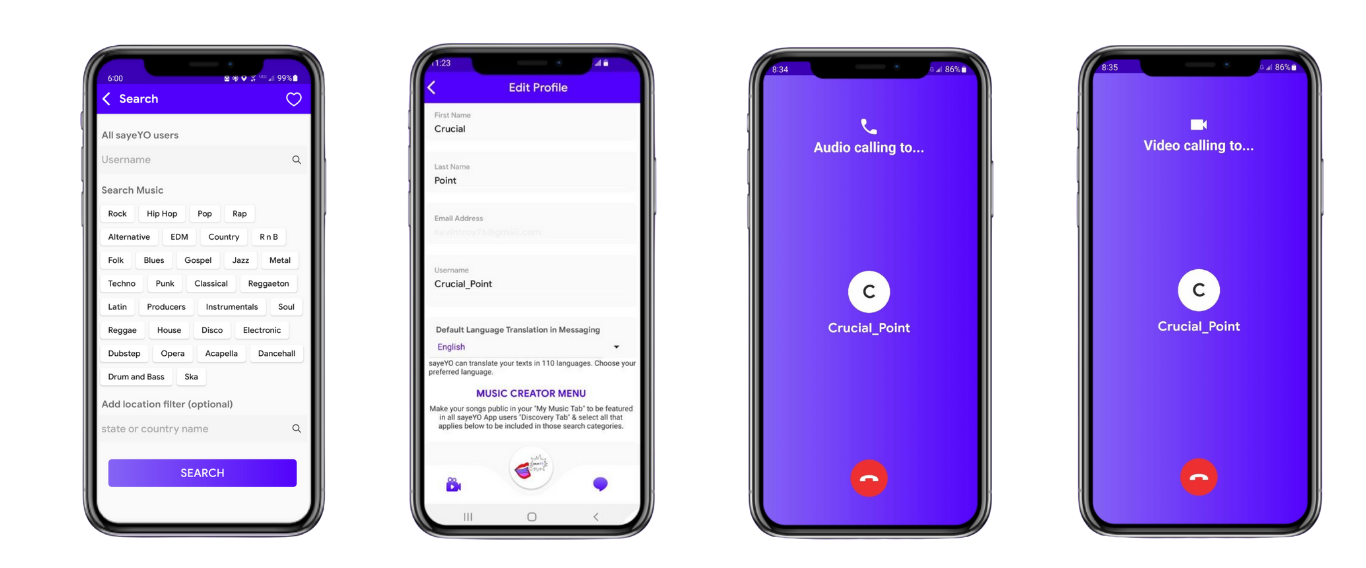 6:00
99%
Search
All sayeYO users
Username
Search Music
Rock Hip Hop Pop Rap
Alternative EDM Country R n B
Folk Blues Gospel Jazz Metal
Techno Punk Classical Reggaeton
Latin Producers Instrumentals Soul
Reggae House Disco Electronic
Dubstep Opera Acapella Dancehall
Drum and Bass Ska
Add location filter (optional)
state or country name
SEARCH
11:23
Edit Profile
First Name
Crucial
Last Name
Point
Email Address
Username
Crucial_Point
Default Language Translation in Messaging
English
sayeYO can translate your texts in 110 languages. Choose your
preferred language.
MUSIC CREATOR MENU
Make your songs public in your "My Music Tab" to be featured
in all sayeYO App users "Discovery Tab" & select all that
applies below to be included in those search categories.
8:34
86%
Audio calling to...
C
Crucial_Point
8:35
86%
Video calling to...
C
Crucial_Point